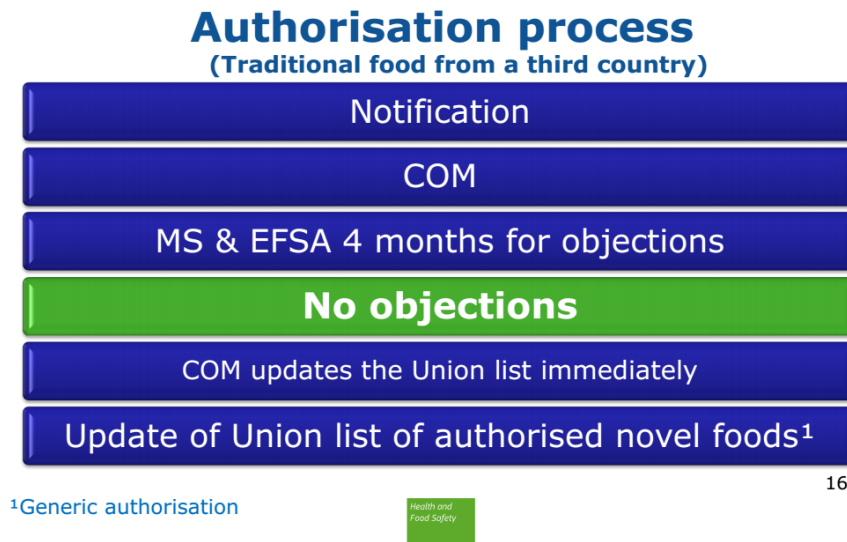 Authorisation process
(Traditional food from a third country)
Notification
COM
MS & EFSA 4 months for objections
No objections
COM updates the Union list immediately
Update of Union list of authorised novel foods¹
16
¹Generic authorisation
Health and
Food Safety